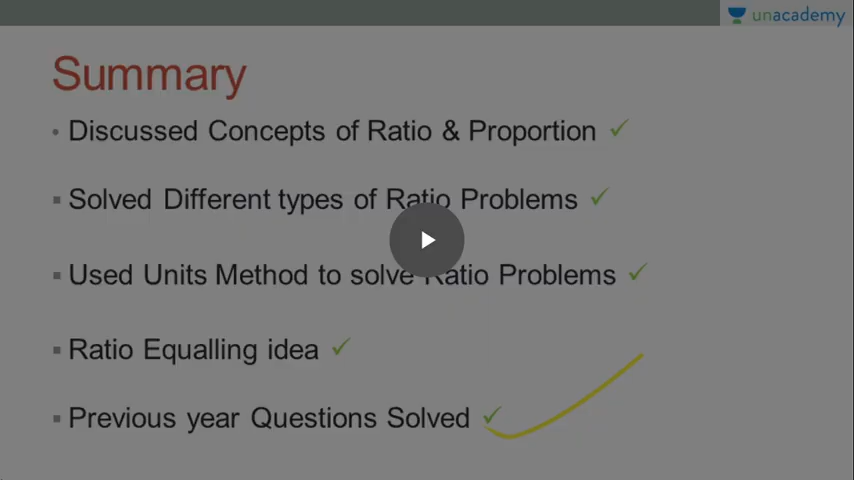 unacademy
Summary
Discussed Concepts of Ratio & Proportion
Solved Different types of Ratio Problems
Used Units Method to solve Ratio Problems
Ratio Equalling idea
Previous year Questions Solved